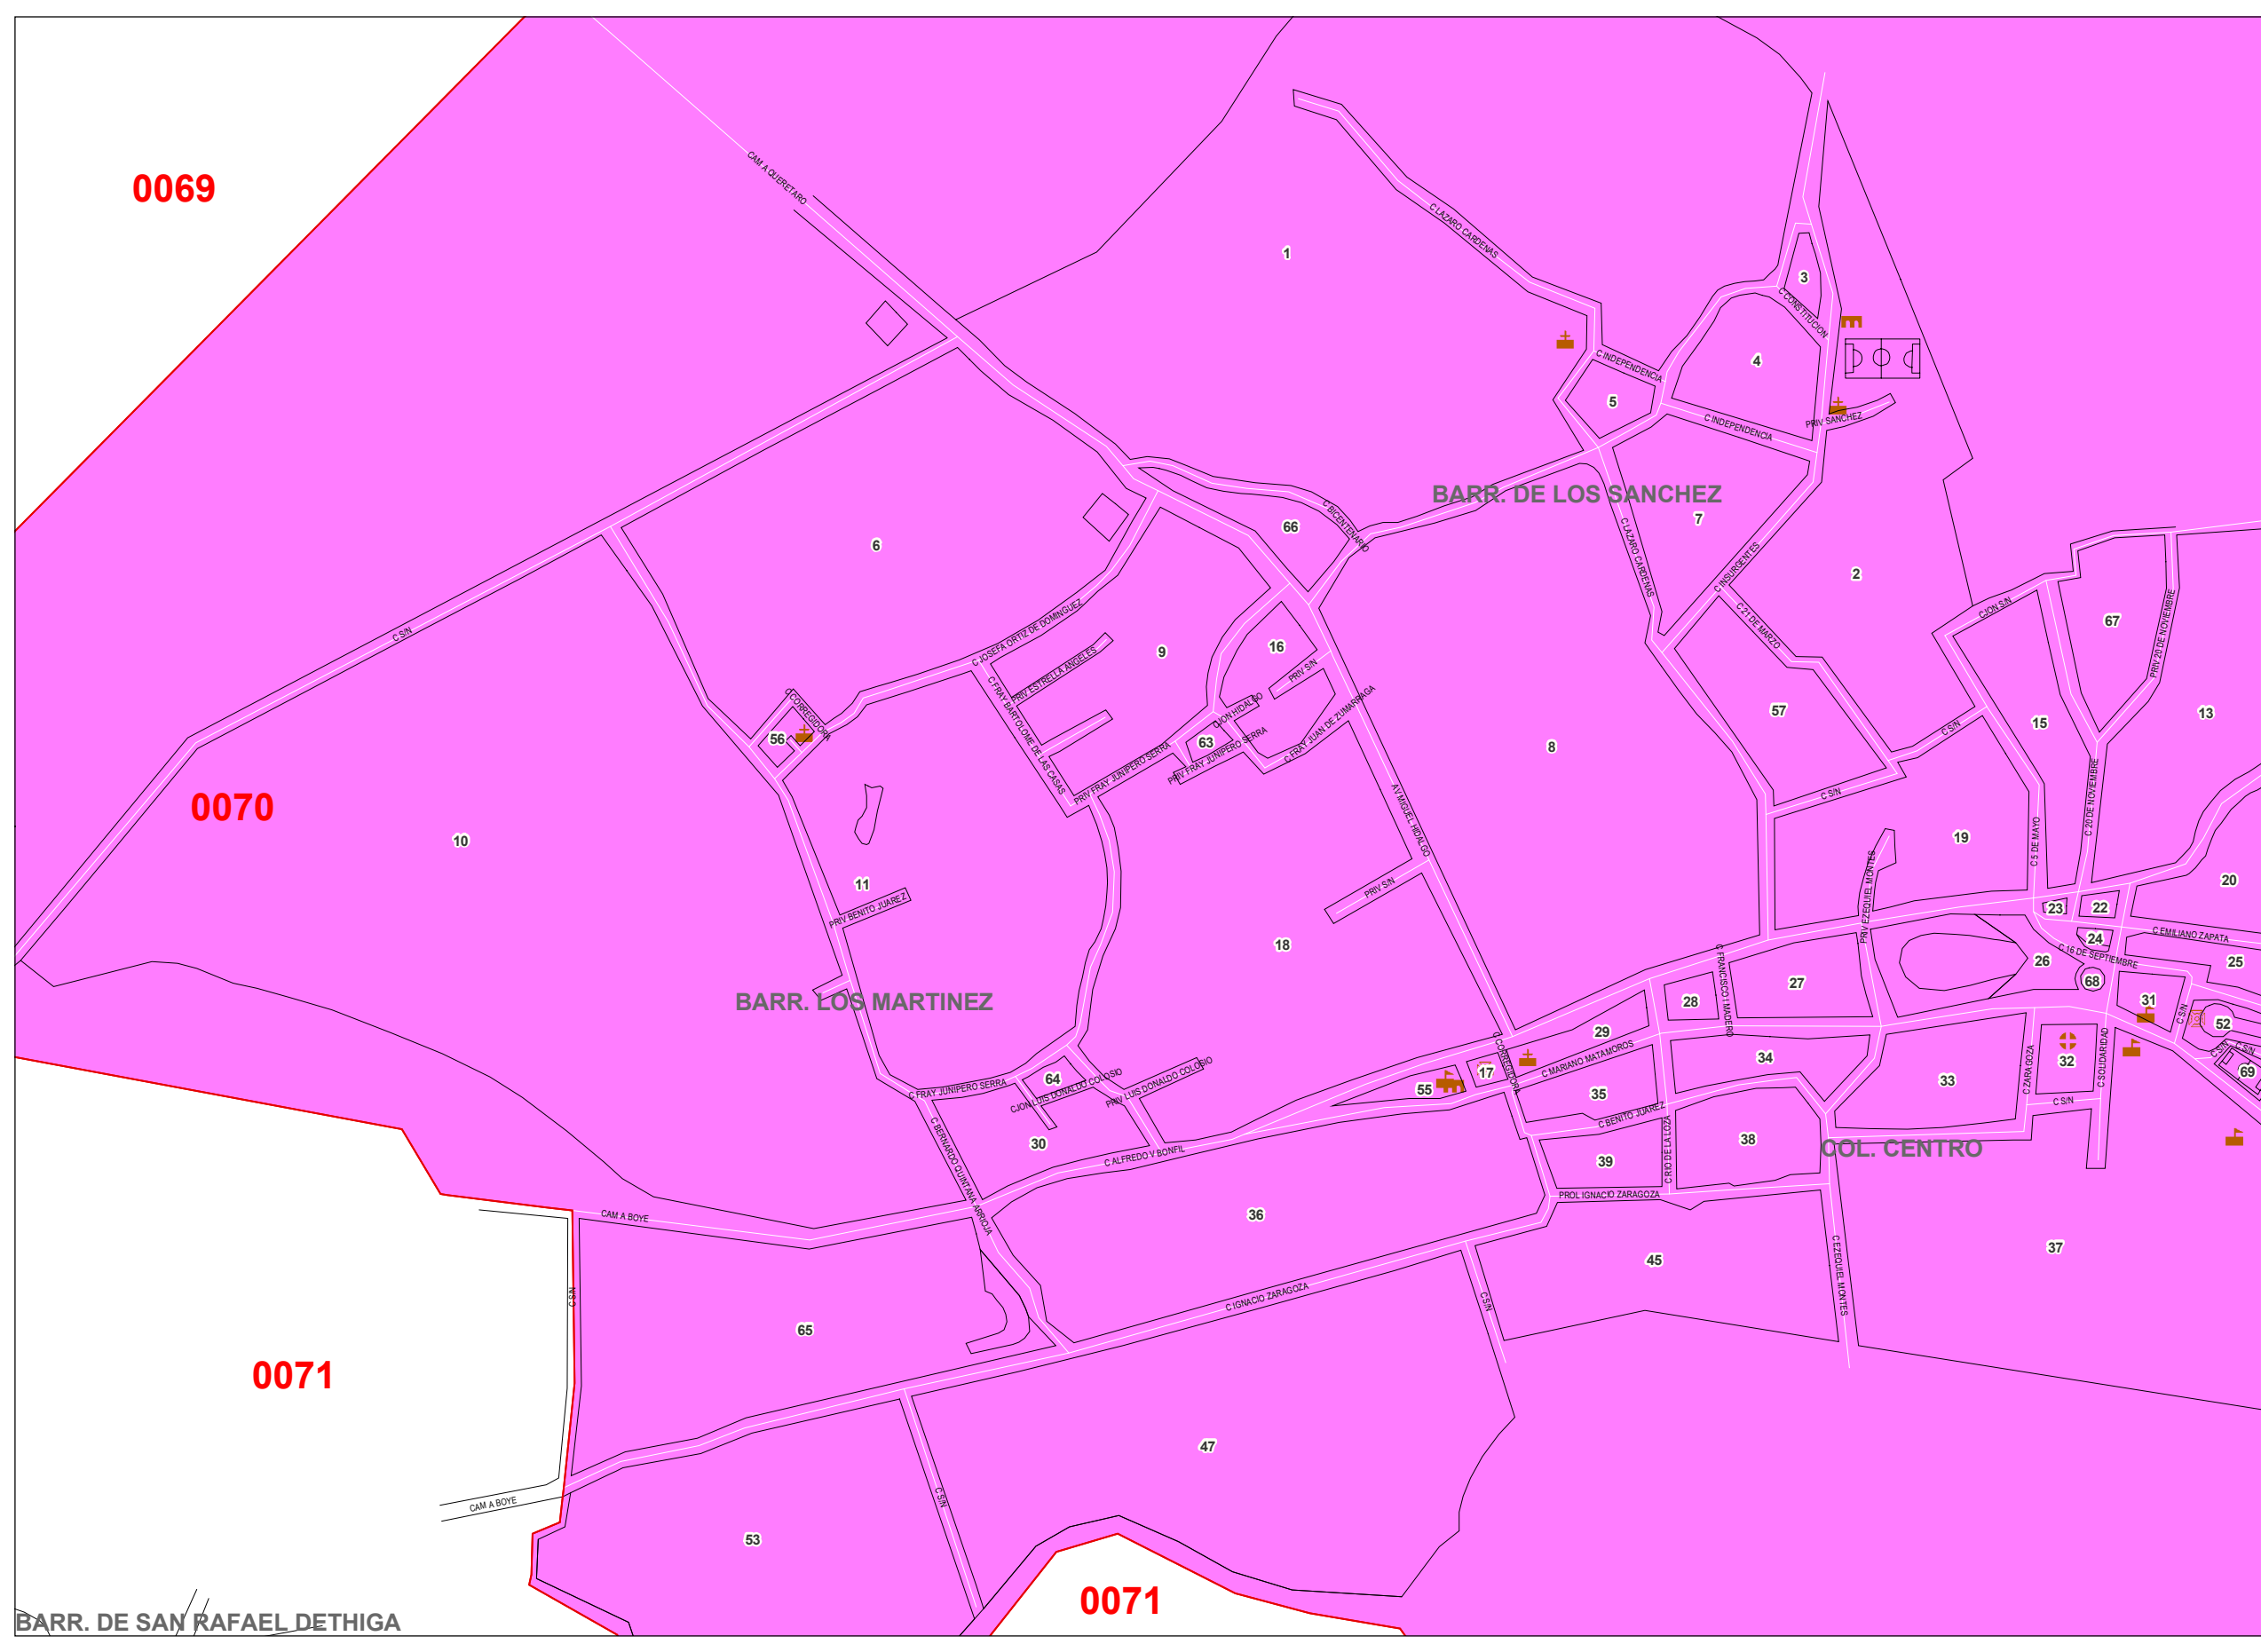 0069
CAM. A QUERETARO
1
C LAZARO CARDENAS
3
C CONSTITUCION
4
C INDEPENDENCIA
5
C INDEPENDENCIA
PRIV SANCHEZ
BARR. DE LOS SANCHEZ
7
66
C BICENTENARIO
6
C LAZARO CARDENAS
C INSURGENTES
2
C 21 DE MARZO
CJON S/N
67
PRIV 20 DE NOVIEMBRE
C S/N
C JOSEFA ORTIZ DE DOMINGUEZ
9
16
PRIV ESTRELLA ANGELES
PRIV S/N
C FRAY BARTOLOME DE LAS CASAS
C CORREGIDORA
56
CJON HIDALGO
63
PRIV FRAY JUNIPERO SERRA
C FRAY JUAN DE ZUMARRAGA
PRIV FRAY JUNIPERO SERRA
8
57
C S/N
15
13
0070
10
C S/N
AV MIGUEL HIDALGO
C 20 DE NOVIEMBRE
C 5 DE MAYO
19
11
PRIV BENITO JUAREZ
PRIV S/N
PRIV EZEQUIEL MONTES
20
23
22
18
C EMILIANO ZAPATA
24
C 16 DE SEPTIEMBRE
26
25
BARR. LOS MARTINEZ
C FRANCISCO I MADERO
27
68
28
31
C S/N
52
29
C MARIANO MATAMOROS
C CORREGIDORA
32
C SOLIDARIDAD
C S/N
C S/N
34
17
55
64
CJON LUIS DONALDO COLOSIO
PRIV LUIS DONALDO COLOSIO
C FRAY JUNIPERO SERRA
33
C ZARAGOZA
69
35
C BENITO JUAREZ
C S/N
30
C BERNARDO QUINTANA ARRIOJA
C ALFREDO V BONFIL
38
COL. CENTRO
39
C RIO DE LA LOZA
PROL IGNACIO ZARAGOZA
CAM A BOYE
36
37
45
C EZEQUIEL MONTES
C S/N
C IGNACIO ZARAGOZA
C S/N
65
0071
47
C S/N
CAM A BOYE
53
0071
BARR. DE SAN RAFAEL DETHIGA